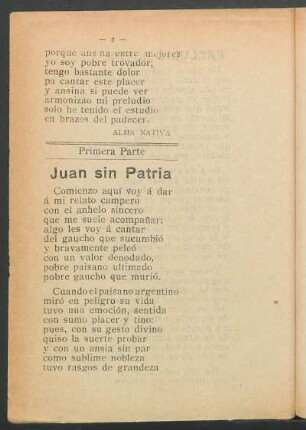 — 2 —
porque ans na entre mejores
yo soy pobre trovador;
tengo bastante dolor
pa cantar este placer
y ansina si puede ver
armonizao mi preludio
solo he tenido el estudio
en brazos del padecer.
ALMA NATIVA
Primera Parte
Juan sin Patria
Comienzo aquí voy á dar
á mi relato campero
con el anhelo sincero
que me suele acompañar;
algo les voy á cantar
del gaucho que sucumbió
y bravamente peleó
con un valor denodado,
pobre paisano ultimado
pobre gaucho que murió.
Cuando el paisano argentino
miró en peligro su vida
tuvo una emoción, sentida
con sumo placer y tino:
pues, con su gesto divino
quiso la suerte probar
y con un ansia sin par
como sublime nobleza
tuvo rasgos de grandeza